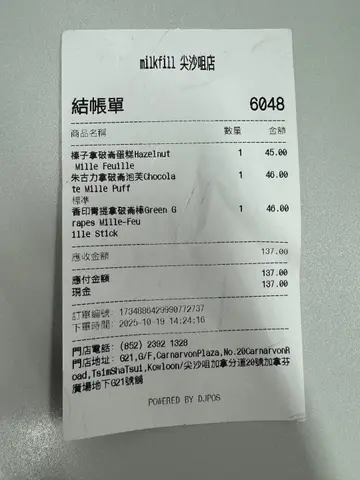 milkfill 尖沙咀店
結帳單 6048
商品名稱 數量 金額
榛子拿破崙蛋糕Hazelnut 1 45.00
Mille Feuille
朱古力拿破崙泡芙Chocola 1 46.00
te Mille Puff
標準
香印青提拿破崙棒Green G 1 46.00
rapes Mille-Feu
ille Stick
應收金額 137.00
應付金額 137.00
現金 137.00
訂單編號: 1734886429990772737
下單時間: 2025-10-19 14:24:16
門店電話: (852) 2392 1328
門店地址: G21,G/F,CarnarvonPlaza,No.20CarnarvonR
oad,TsimShaTsui,Kowloon/尖沙咀加拿分道20號加拿芬
廣場地下G21號舖
POWERED BY DJPOS